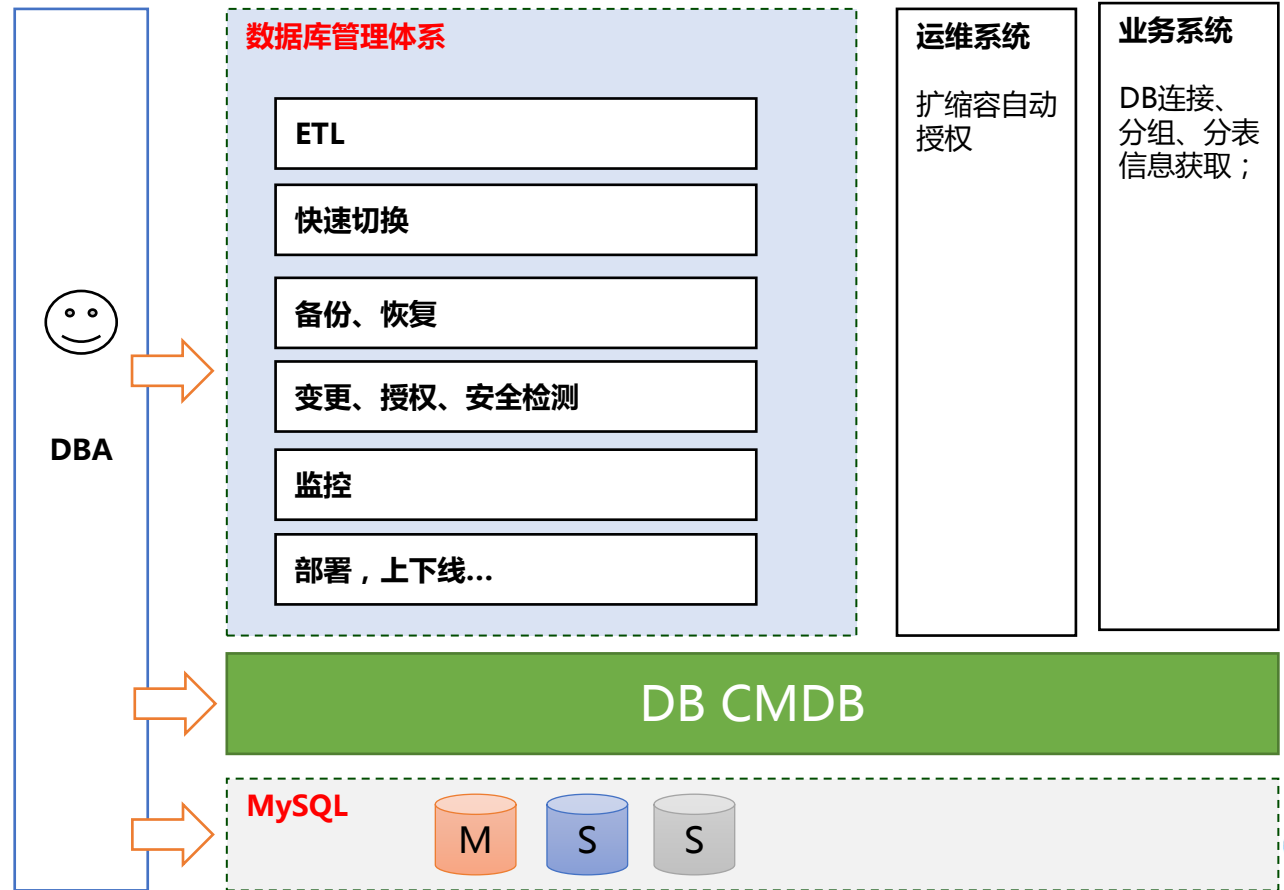 DBA
数据库管理体系
ETL
快速切换
备份、恢复
变更、授权、安全检测
监控
部署，上下线...
运维系统
扩缩容自动
授权
业务系统
DB连接、
分组、分表
信息获取；
DB CMDB
MySQL
M
S
S